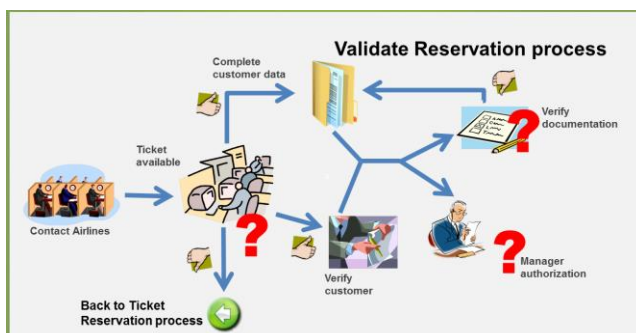 Validate Reservation process
Complete
customer data
Verify
documentation
Ticket
available
Contact Airlines
Verify
customer
Manager
authorization
Back to Ticket
Reservation process
?
?
?